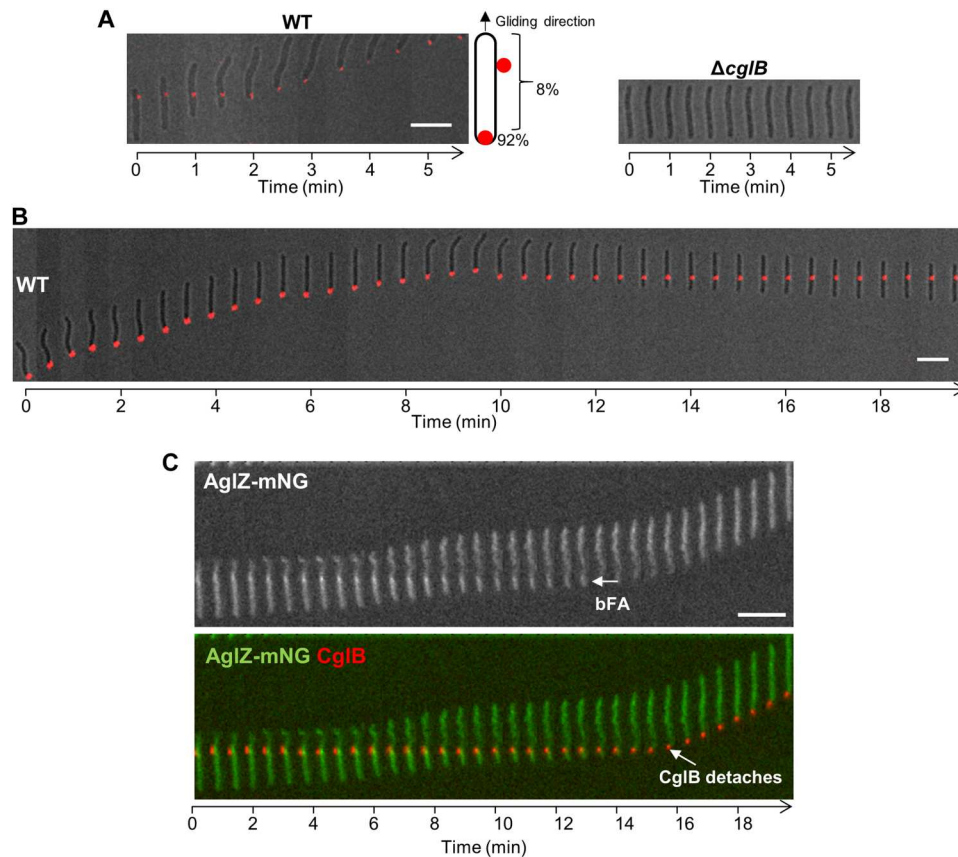 A
WT
Gliding direction
8%
92%
ΔcglB
0 1 2 3 4 5
Time (min)
0 1 2 3 4 5
Time (min)
B
WT
0 2 4 6 8 10 12 14 16 18
Time (min)
C
AglZ-mNG
bFA
AglZ-mNG CglB
CglB detaches
0 2 4 6 8 10 12 14 16 18
Time (min)